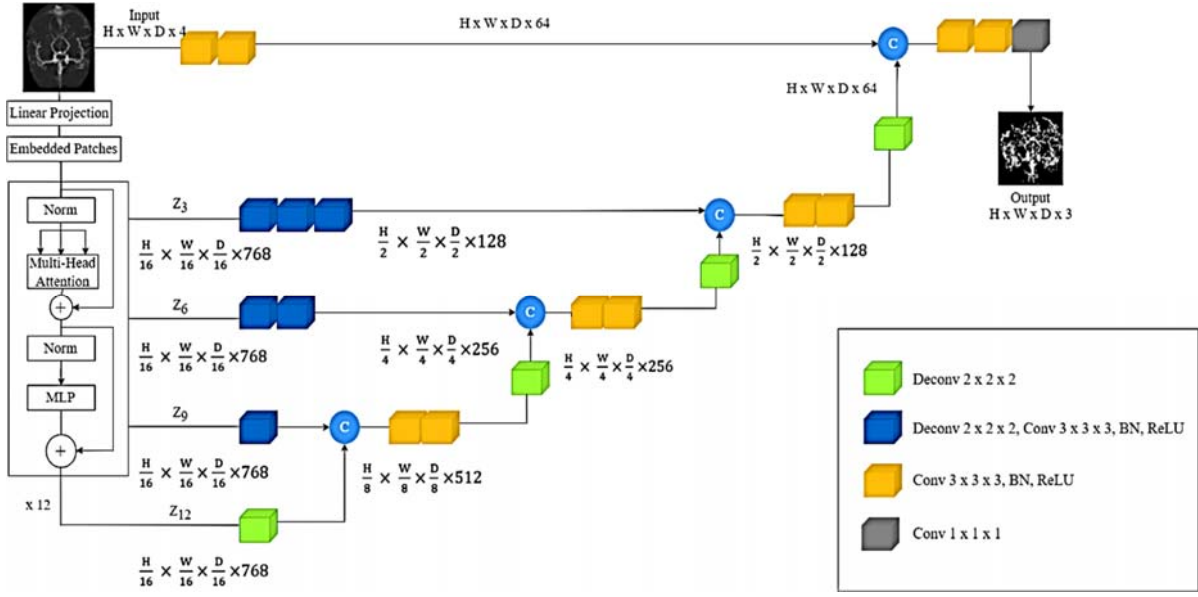 Input
H x W x D x 4
H x W x D x 64
C
H x W x D x 64
Linear Projection
Embedded Patches
Output
H x W x D x 3
Norm
Multi-Head
Attention
+
Norm
MLP
+
x 12
Z3
H/16 × W/16 × D/16 ×768
H/2 × W/2 × D/2 ×128
C
H/2 × W/2 × D/2 ×128
Z6
H/16 × W/16 × D/16 ×768
H/4 × W/4 × D/4 ×256
C
H/4 × W/4 × D/4 ×256
Z9
H/16 × W/16 × D/16 ×768
C
H/8 × W/8 × D/8 ×512
Z12
H/16 × W/16 × D/16 ×768
Deconv 2 x 2 x 2
Deconv 2 x 2 x 2, Conv 3 x 3 x 3, BN, ReLU
Conv 3 x 3 x 3, BN, ReLU
Conv 1 x 1 x 1